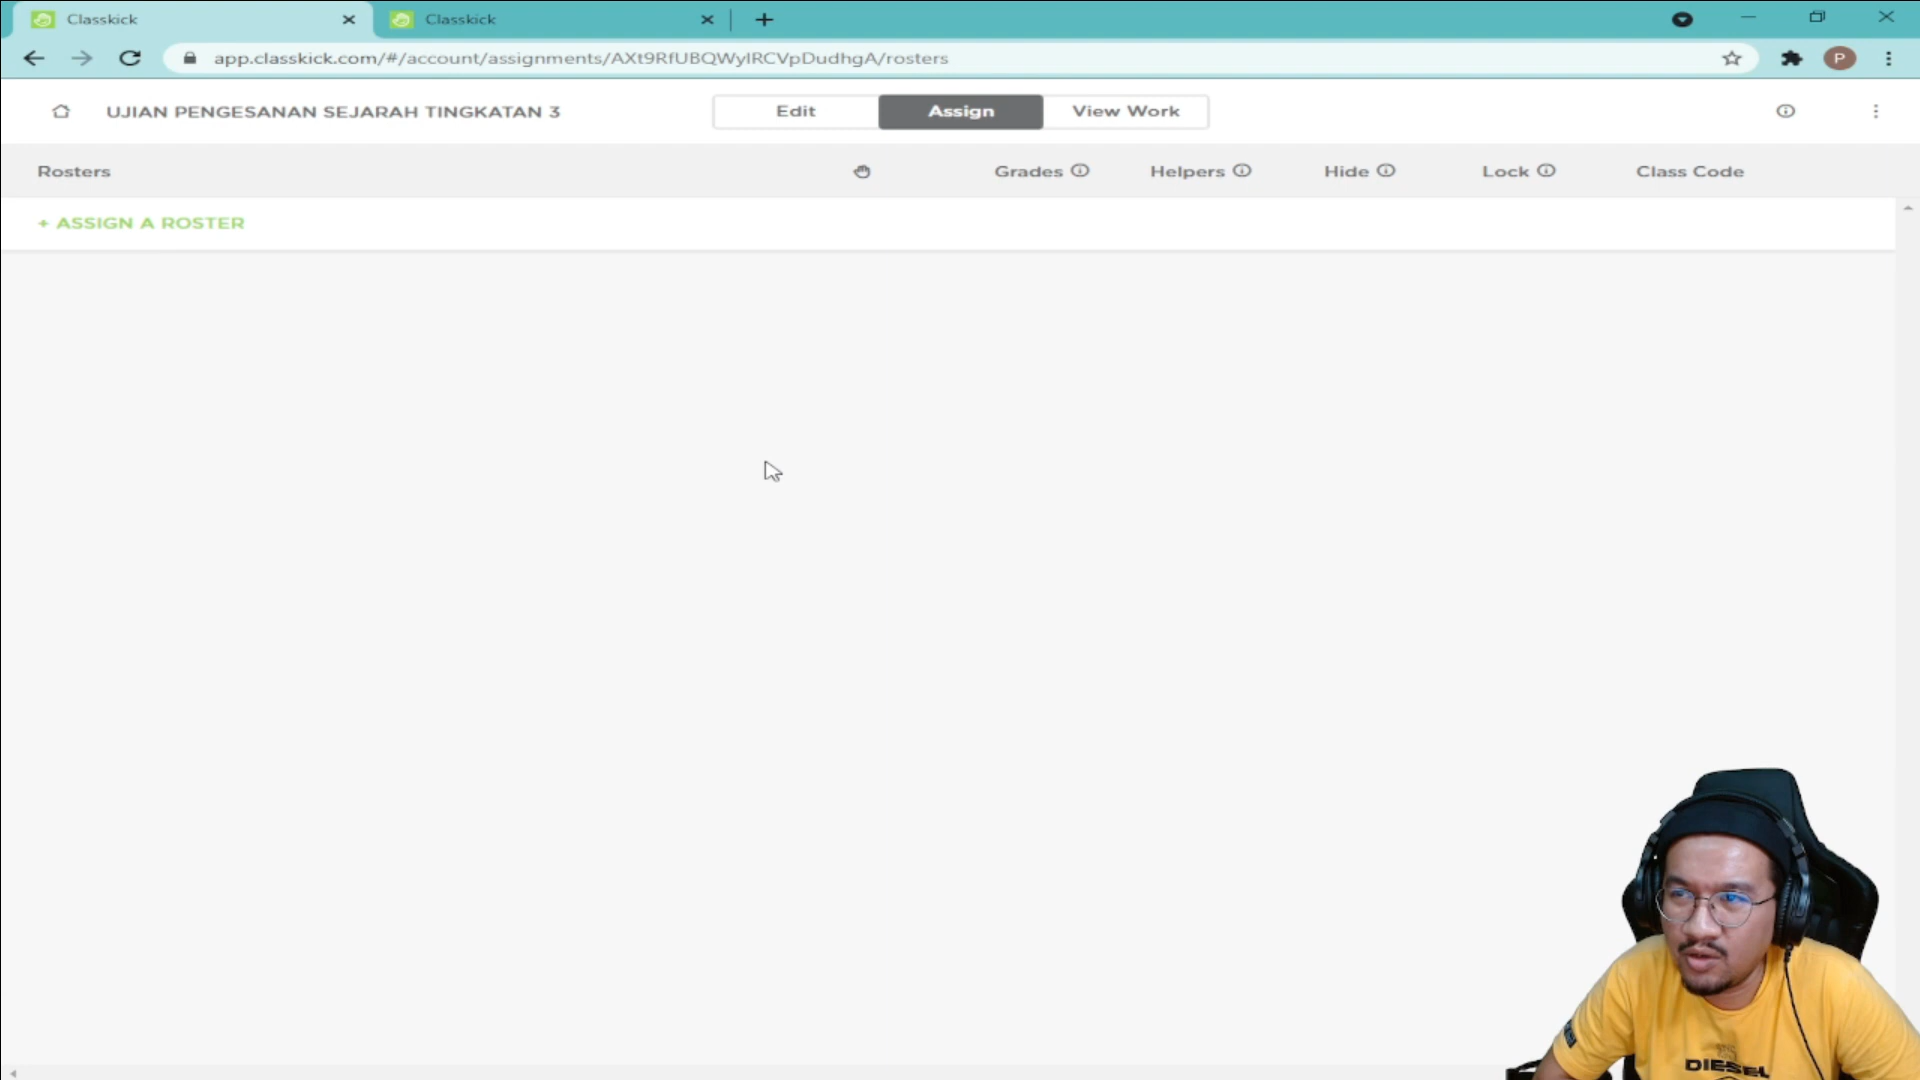 Classkick
Classkick
app.classkick.com/#/account/assignments/AXt9RfUBQWyIRCVpDudhgA/rosters
P
UJIAN PENGESANAN SEJARAH TINGKATAN 3
Edit
Assign
View Work
Rosters
Grades
Helpers
Hide
Lock
Class Code
+ ASSIGN A ROSTER
DIESEL